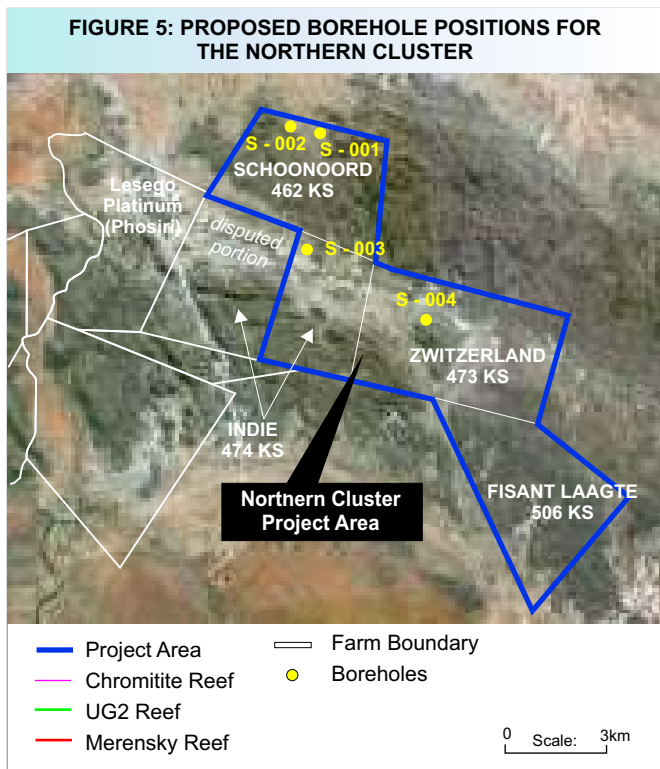 FIGURE 5: PROPOSED BOREHOLE POSITIONS FOR
THE NORTHERN CLUSTER
S - 002
S - 001
SCHOONOORD
462 KS
Lesego
Platinum
(Phosiri)
disputed
portion
S - 003
S - 004
ZWITZERLAND
473 KS
INDIE
474 KS
FISANT LAAGTE
506 KS
Northern Cluster
Project Area
Project Area
Chromitite Reef
UG2 Reef
Merensky Reef
Farm Boundary
Boreholes
0 Scale: 3km